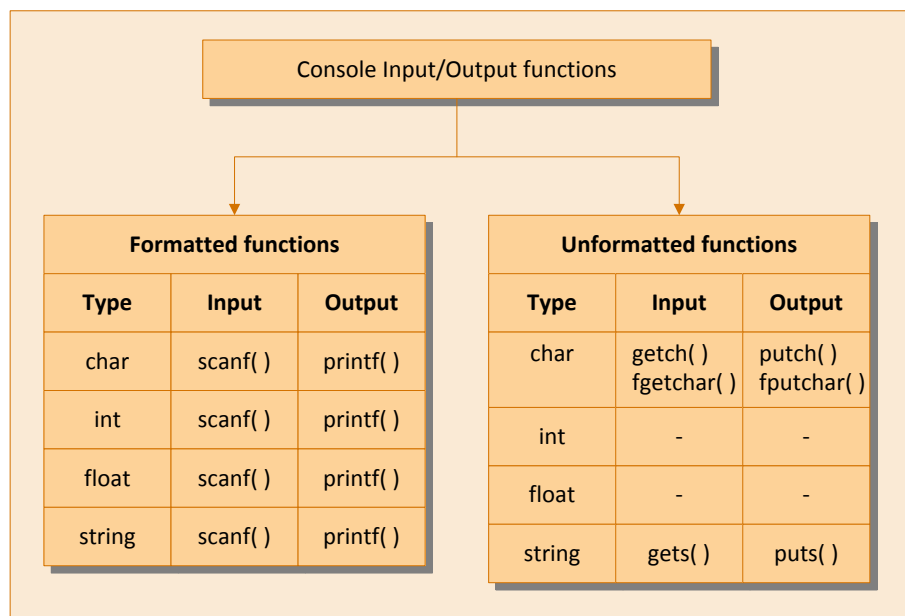 Console Input/Output functions
Formatted functions
Type Input Output
char scanf( ) printf( )
int scanf( ) printf( )
float scanf( ) printf( )
string scanf( ) printf( )
Unformatted functions
Type Input Output
char getch( ) putch( )
fgetchar( ) fputchar( )
int - -
float - -
string gets( ) puts( )